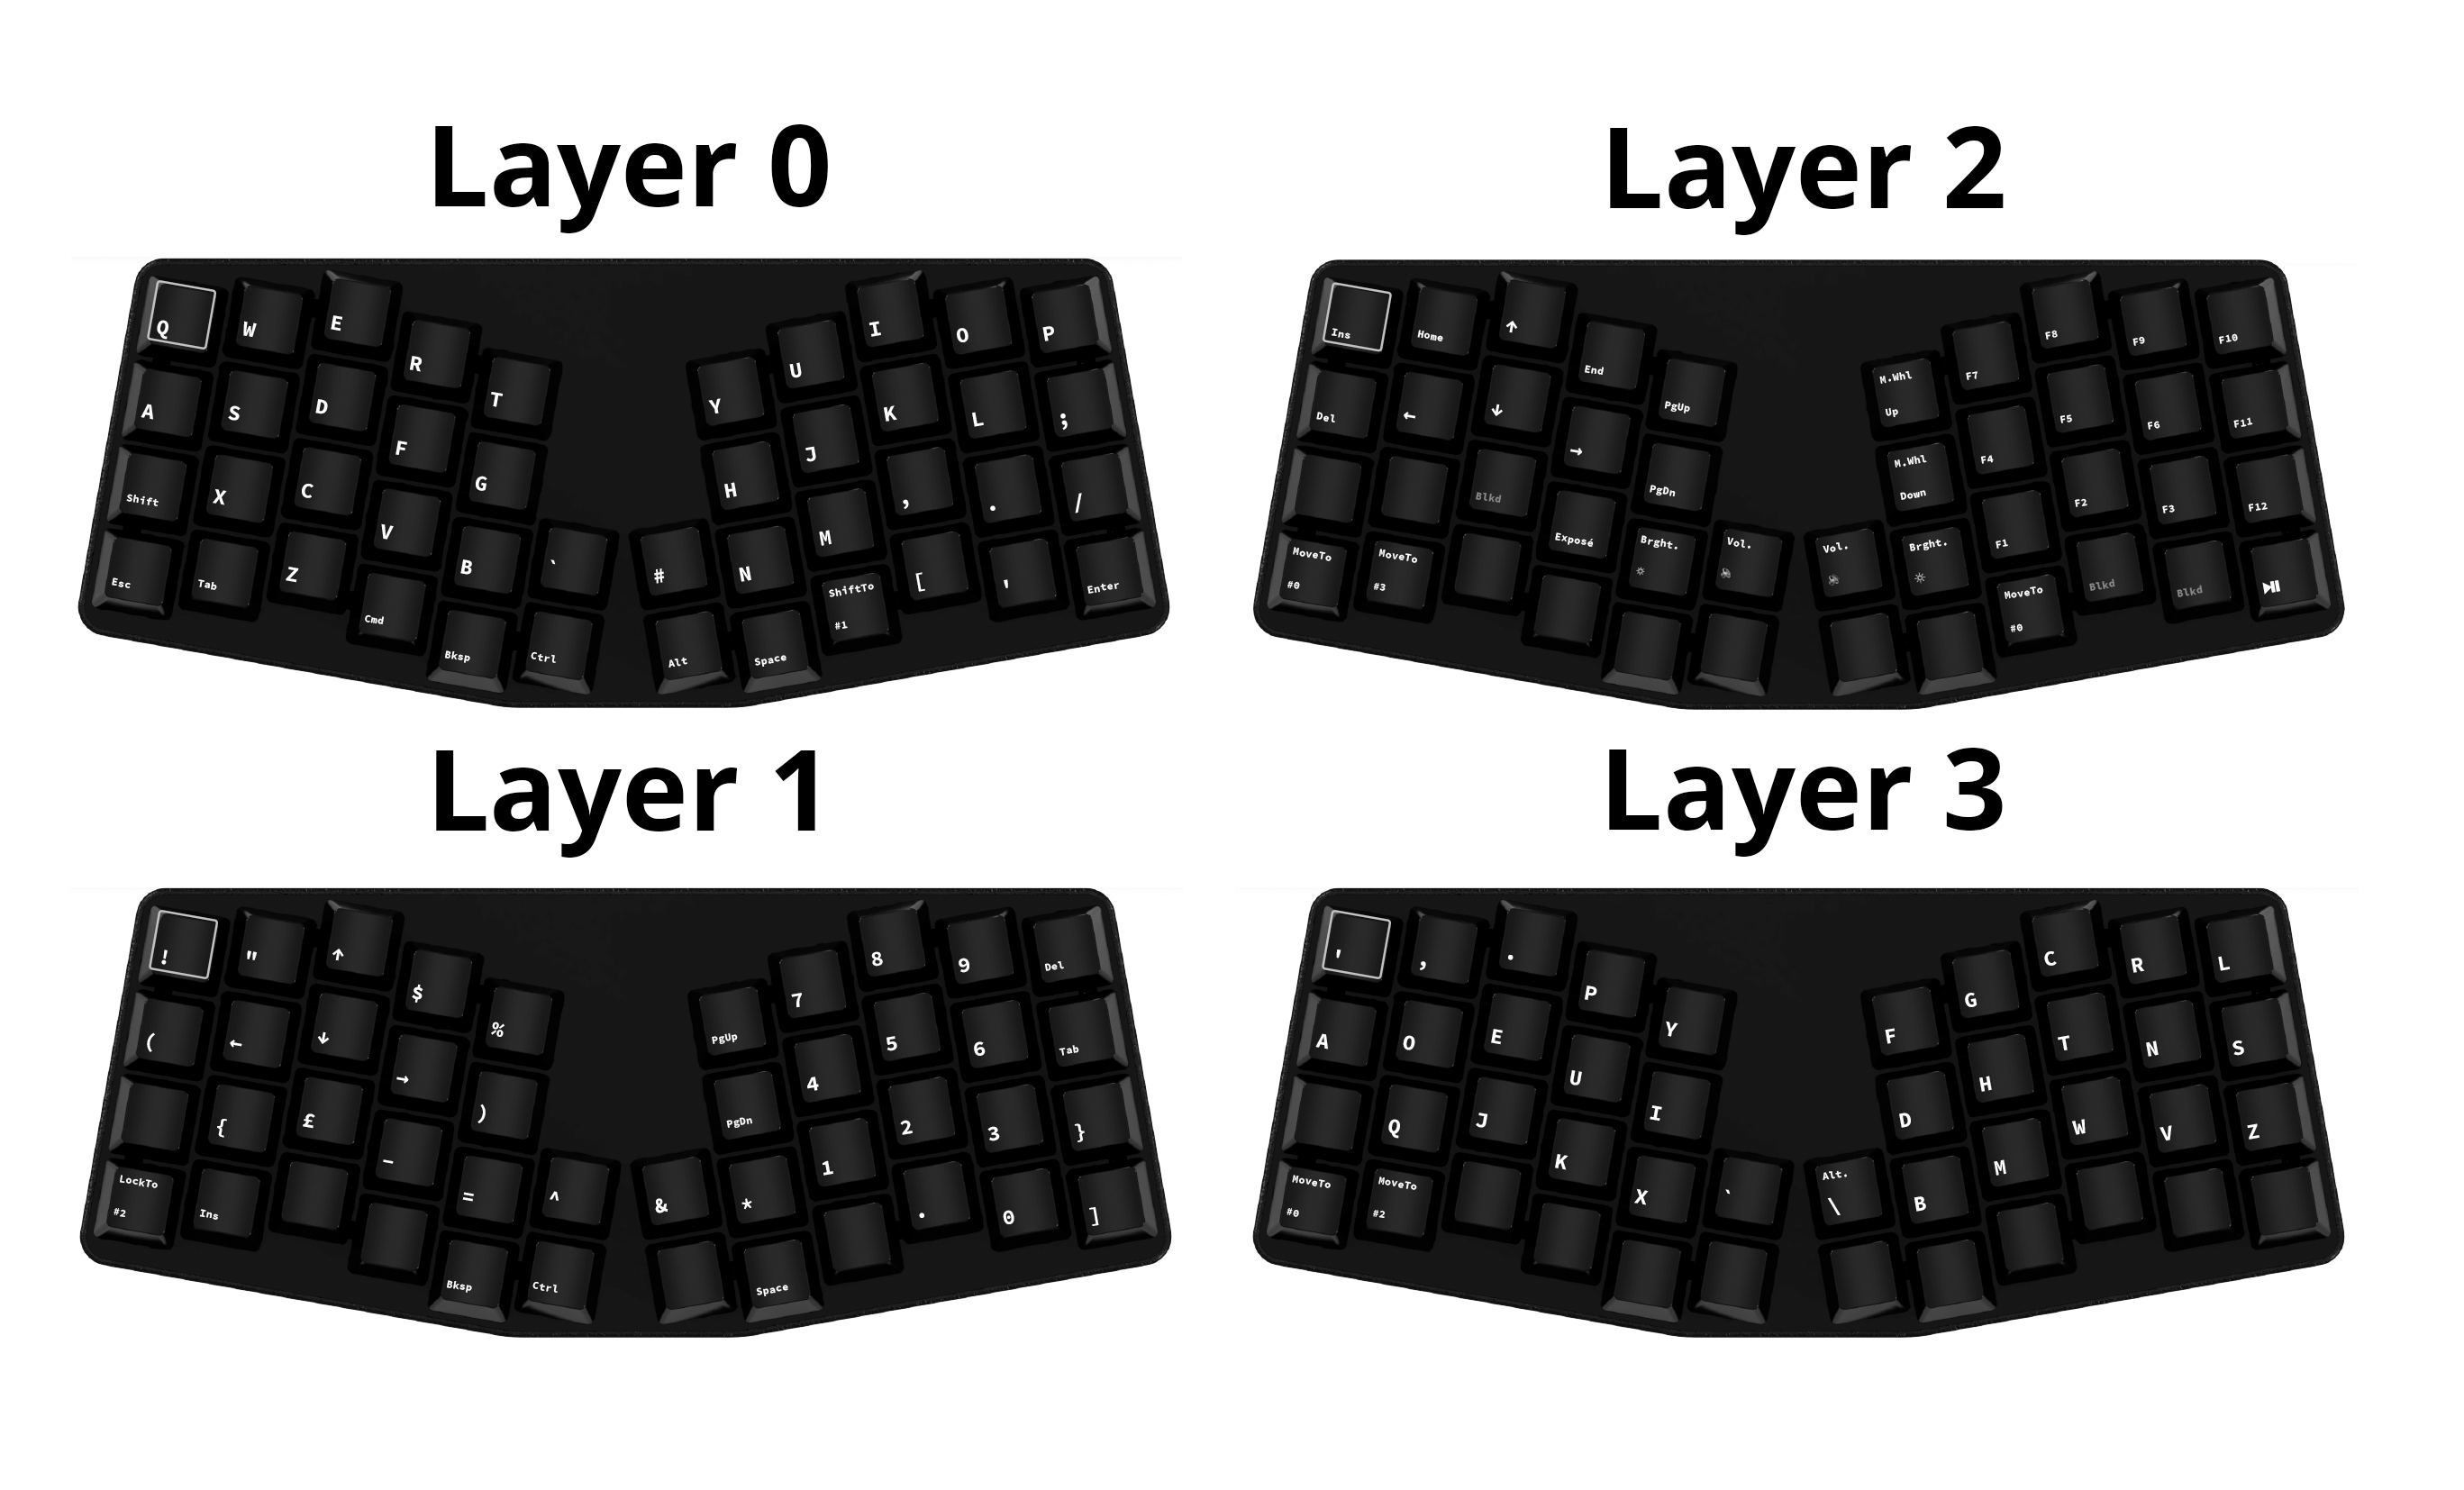 Layer 0
Q W E R T Y U I O P
A S D F G H J K L ;
Shift X C V B ` # N M , . /
Esc Tab Z Cmd Bksp Ctrl Alt Space ShiftTo #1 [ ' Enter
Layer 2
Ins Home ↑ End PgUp M.Whl Up F7 F8 F9 F10
Del ← ↓ → PgDn M.Whl Down F4 F5 F6 F11
Blkd Exposé Brght. ☼ Vol. Vol. Brght. ☼ F1 F2 F3 F12
MoveTo #0 MoveTo #3 MoveTo #0 Blkd Blkd ⏯
Layer 1
! " ↑ $ % PgUp 7 8 9 Del
( ← ↓ → ) PgDn 4 5 6 Tab
{ £ – = ^ & * 1 2 3 }
LockTo #2 Ins Bksp Ctrl Space . 0 ]
Layer 3
' , . P Y F G C R L
A O E U I D H T N S
Q J K X ` Alt. \ B M W V Z
MoveTo #0 MoveTo #2